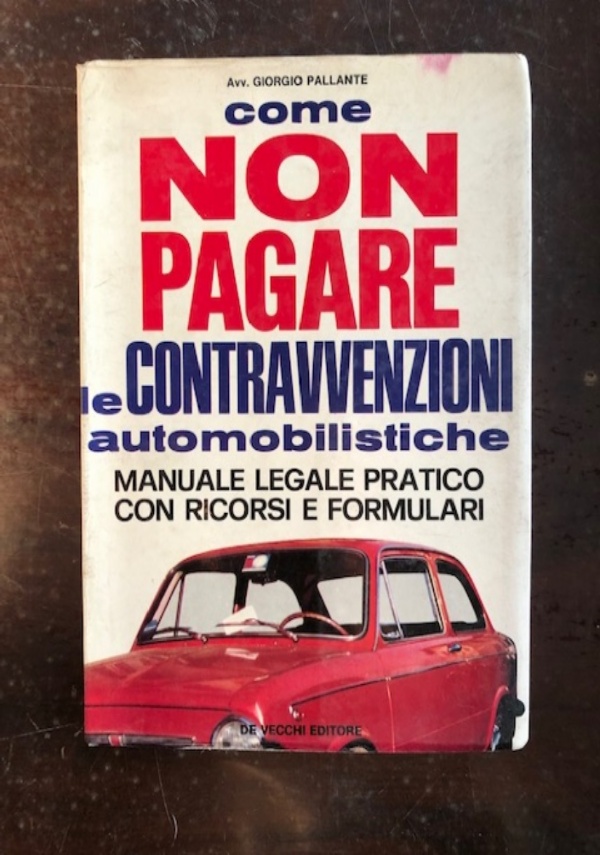 Avv. GIORGIO PALLANTE
come
NON
PAGARE
le CONTRAVVENZIONI
automobilistiche
MANUALE LEGALE PRATICO
CON RICORSI E FORMULARI
DE VECCHI EDITORE